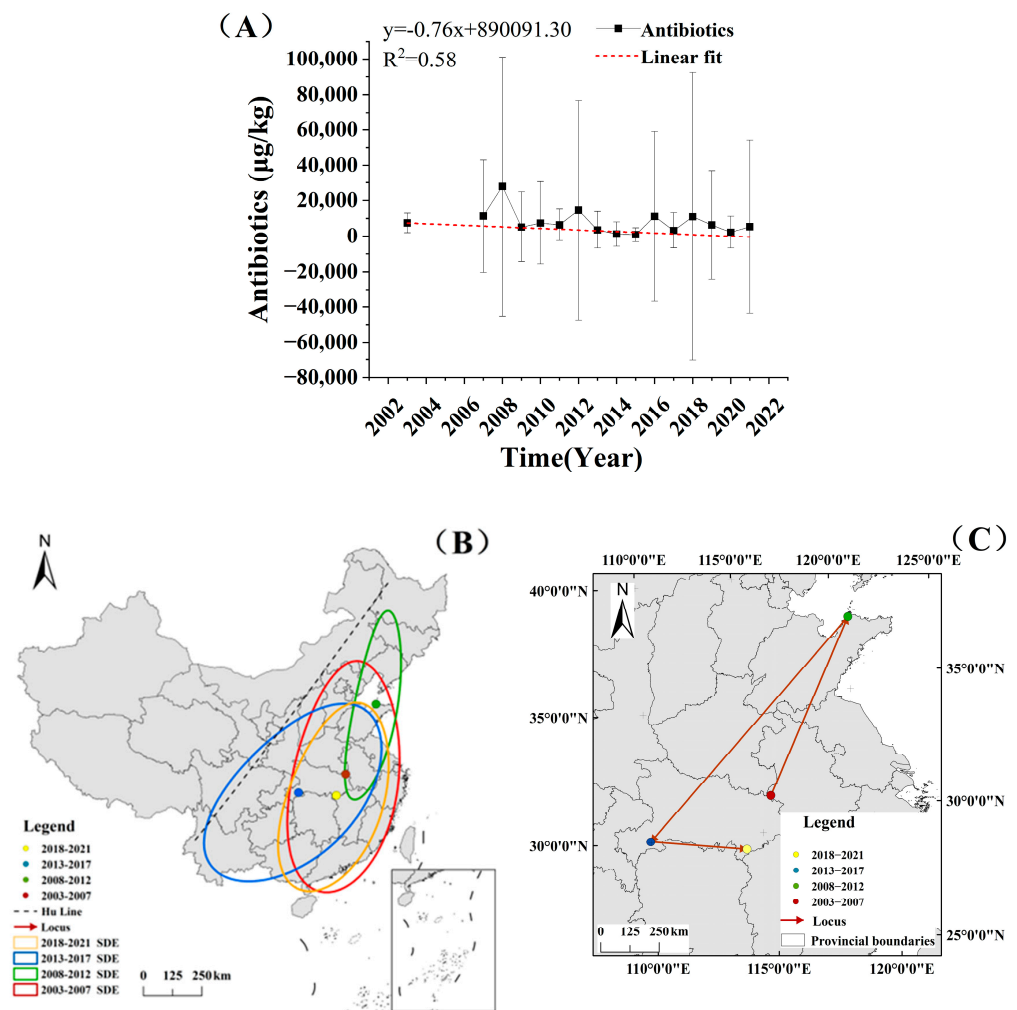 （A）
y=-0.76x+890091.30
R²=0.58
Antibiotics
Linear fit
100,000
80,000
60,000
40,000
20,000
0
−20,000
−40,000
−60,000
−80,000
Antibiotics (μg/kg)
2002 2004 2006 2008 2010 2012 2014 2016 2018 2020 2022
Time(Year)
（B）
N
Legend
2018-2021
2013-2017
2008-2012
2003-2007
Hu Line
Locus
2018-2021 SDE
2013-2017 SDE
2008-2012 SDE
2003-2007 SDE
0 125 250 km
（C）
110°0'0"E 115°0'0"E 120°0'0"E 125°0'0"E
N
40°0'0"N
35°0'0"N
30°0'0"N
35°0'0"N
30°0'0"N
25°0'0"N
Legend
2018−2021
2013−2017
2008−2012
2003−2007
Locus
Provincial boundaries
0 125 250 km
110°0'0"E 115°0'0"E 120°0'0"E